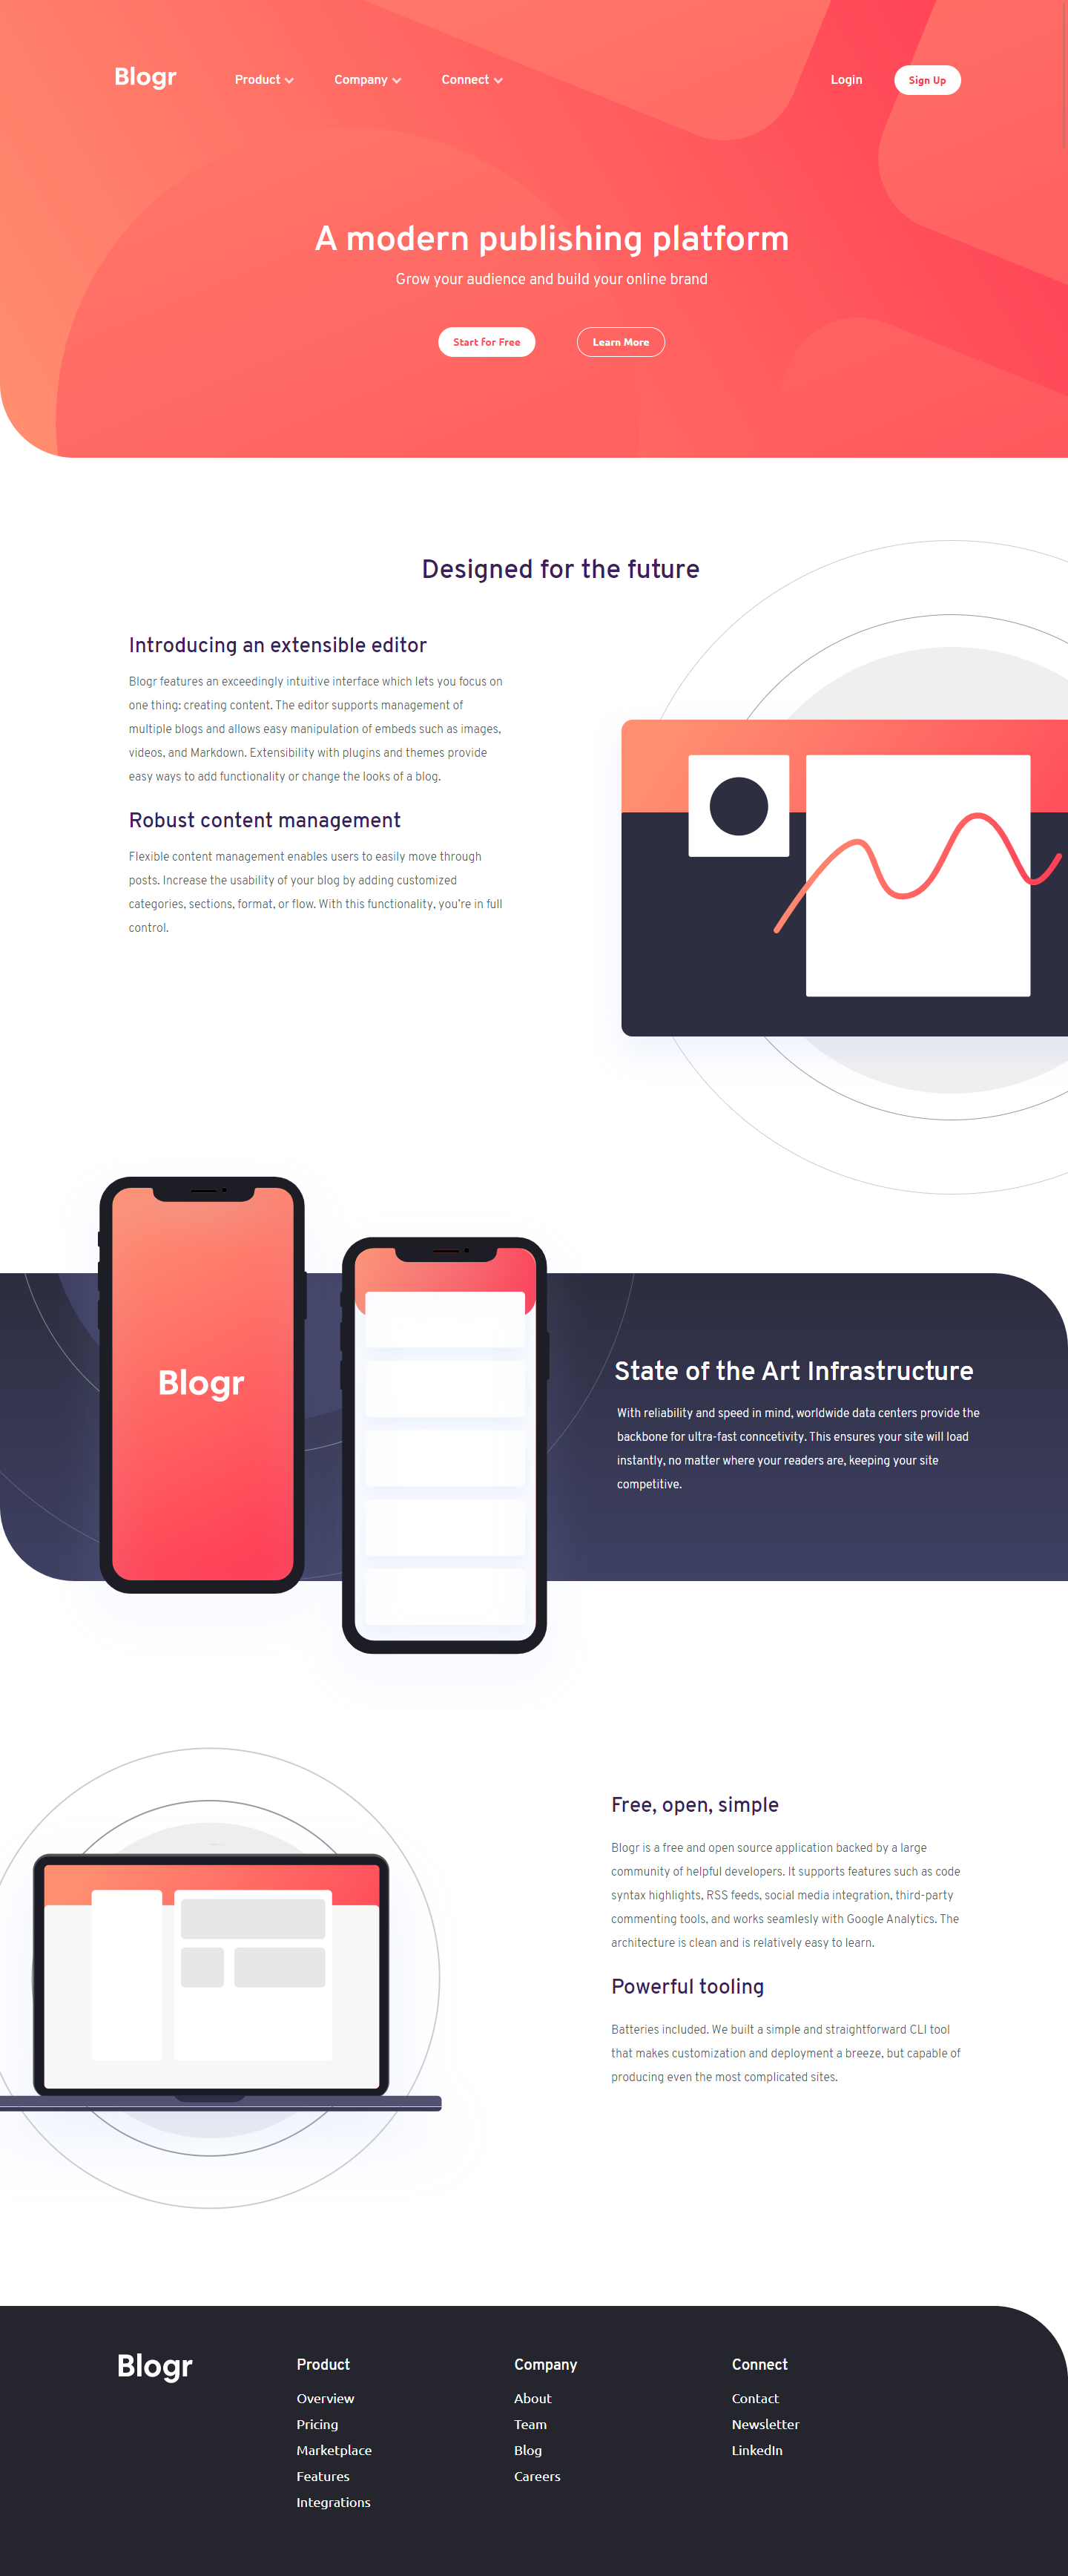 Blogr
Product
Company
Connect
Login
Sign Up
A modern publishing platform
Grow your audience and build your online brand
Start for Free
Learn More
Designed for the future
Introducing an extensible editor
Blogr features an exceedingly intuitive interface which lets you focus on
one thing: creating content. The editor supports management of
multiple blogs and allows easy manipulation of embeds such as images,
videos, and Markdown. Extensibility with plugins and themes provide
easy ways to add functionality or change the looks of a blog.
Robust content management
Flexible content management enables users to easily move through
posts. Increase the usability of your blog by adding customized
categories, sections, format, or flow. With this functionality, you're in full
control.
Blogr
State of the Art Infrastructure
With reliability and speed in mind, worldwide data centers provide the
backbone for ultra-fast conncetivity. This ensures your site will load
instantly, no matter where your readers are, keeping your site
competitive.
Free, open, simple
Blogr is a free and open source application backed by a large
community of helpful developers. It supports features such as code
syntax highlights, RSS feeds, social media integration, third-party
commenting tools, and works seamlesly with Google Analytics. The
architecture is clean and is relatively easy to learn.
Powerful tooling
Batteries included. We built a simple and straightforward CLI tool
that makes customization and deployment a breeze, but capable of
producing even the most complicated sites.
Blogr
Product
Overview
Pricing
Marketplace
Features
Integrations
Company
About
Team
Blog
Careers
Connect
Contact
Newsletter
LinkedIn